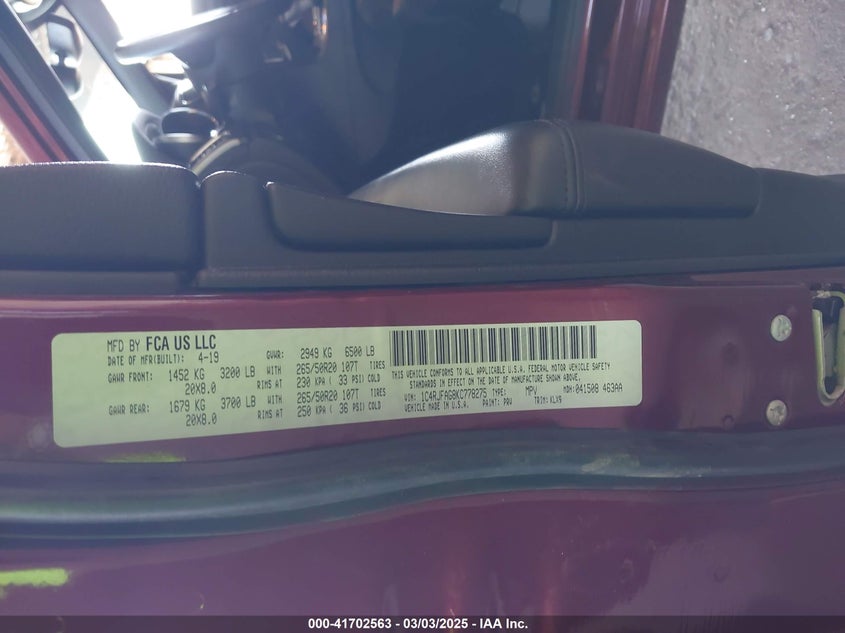 MFD BY FCA US LLC
DATE OF MFR(BUILT): 4-19 GVWR: 2949 KG 6500 LB
GAWR FRONT: 1452 KG 3200 LB WITH 265/50R20 107T TIRES
20X8.0 RIMS AT 230 KPA ( 33 PSI) COLD
GAWR REAR: 1679 KG 3700 LB WITH 265/50R20 107T TIRES
20X8.0 RIMS AT 250 KPA ( 36 PSI) COLD
THIS VEHICLE CONFORMS TO ALL APPLICABLE U.S.A. FEDERAL MOTOR VEHICLE SAFETY
STANDARDS IN EFFECT ON THE DATE OF MANUFACTURE SHOWN ABOVE.
VIN: 1C4RJFAG8KC778275 TYPE: MPV MDH: 041508 463AA
VEHICLE MADE IN U.S.A. PAINT: PRV TRIM: KLX9
000-41702563 - 03/03/2025 - © IAA Inc.